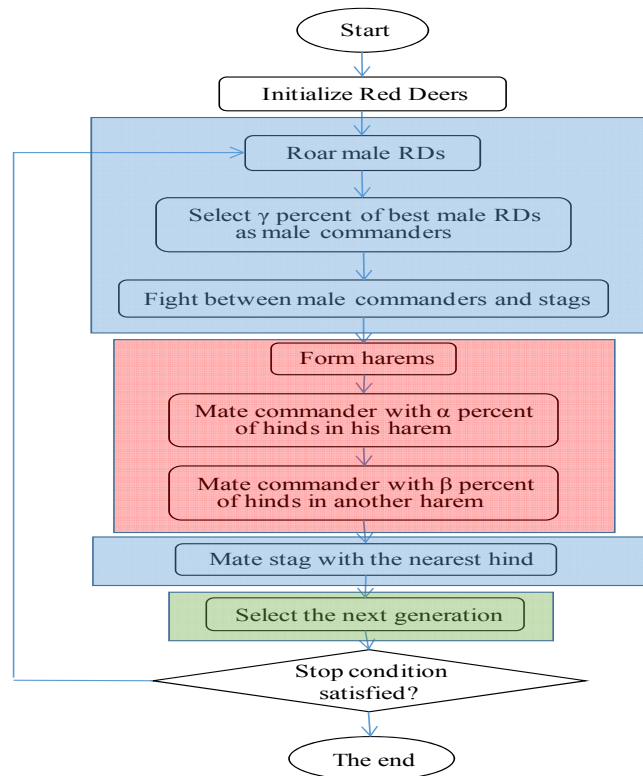 Start
Initialize Red Deers
Roar male RDs
Select γ percent of best male RDs
as male commanders
Fight between male commanders and stags
Form harems
Mate commander with α percent
of hinds in his harem
Mate commander with β percent
of hinds in another harem
Mate stag with the nearest hind
Select the next generation
Stop condition
satisfied?
The end